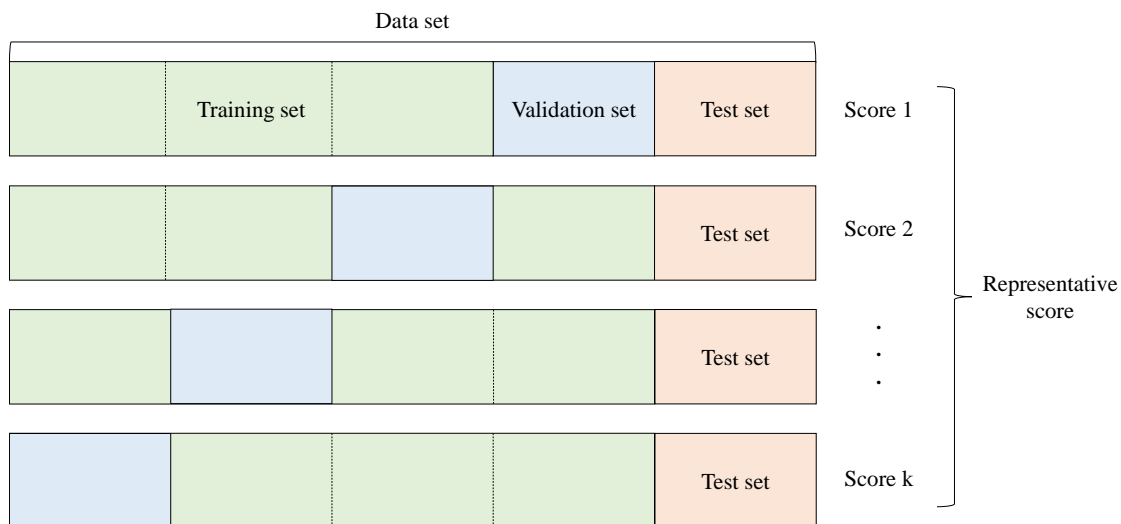 Data set
Training set
Validation set
Test set
Score 1
Test set
Score 2
Test set
.
.
.
Representative
score
Test set
Score k